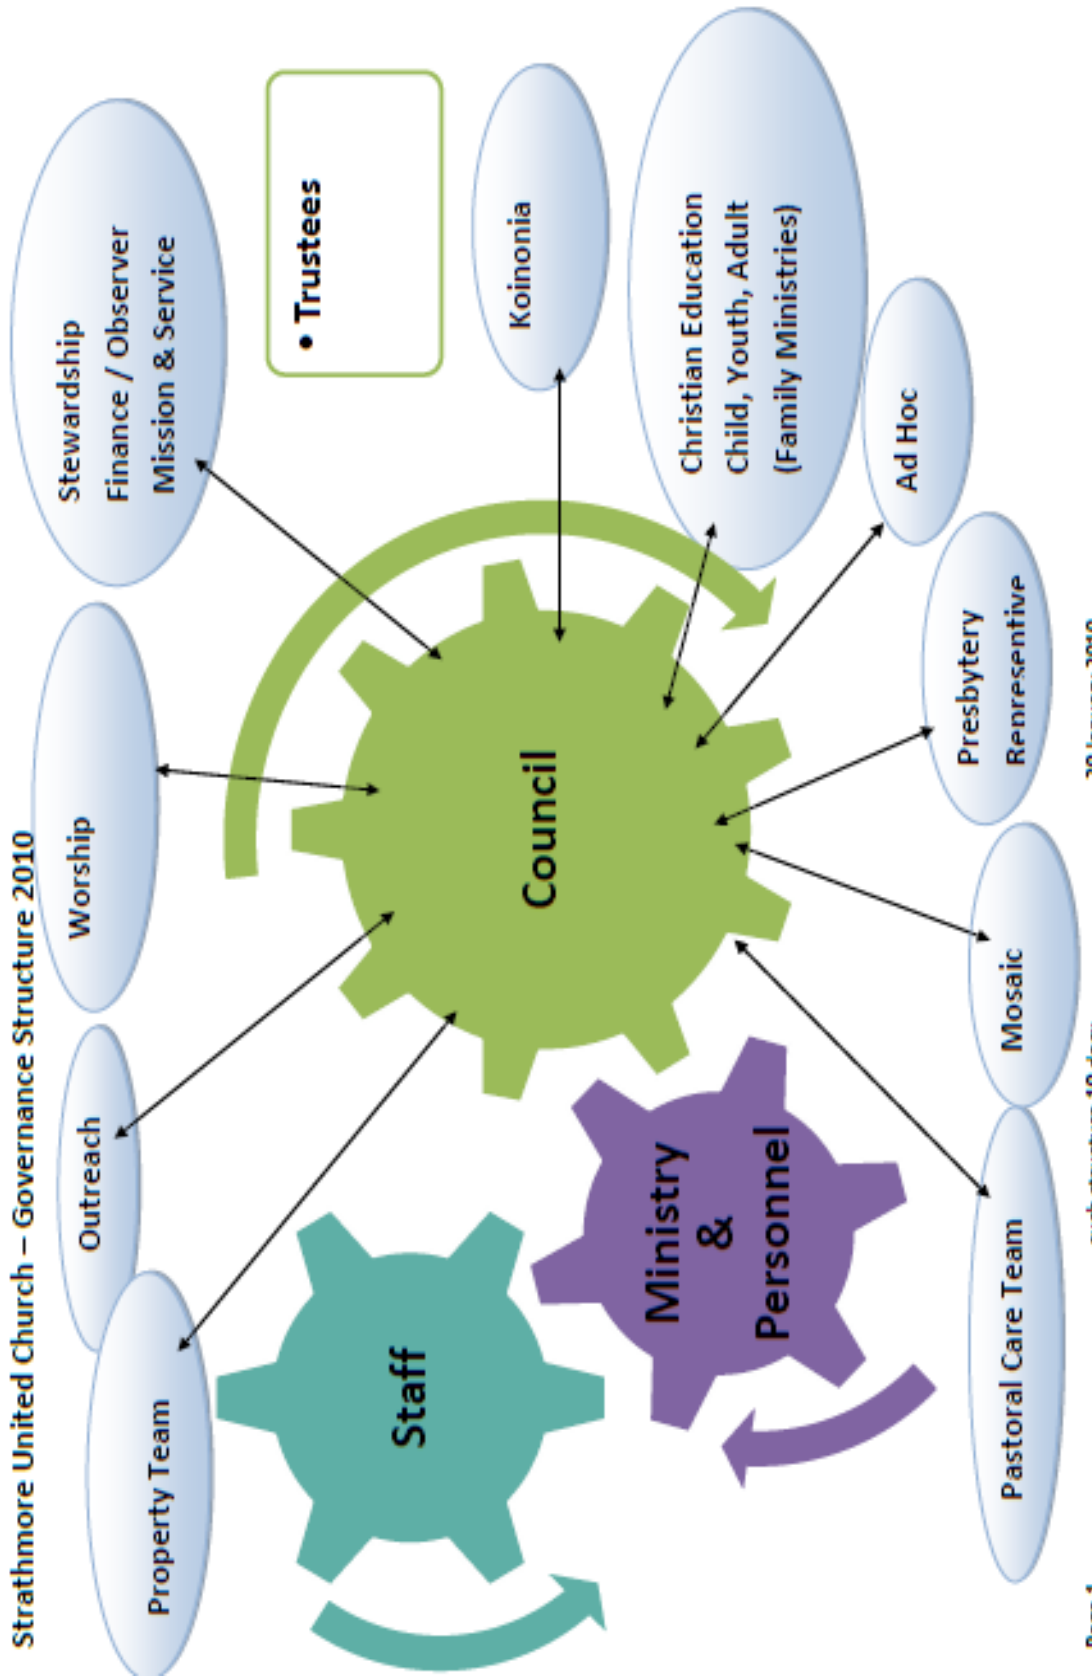 Strathmore United Church – Governance Structure 2010
Property Team
Outreach
Worship
Stewardship
Finance / Observer
Mission & Service
• Trustees
Staff
Council
Koinonia
Ministry
&
Personnel
Christian Education
Child, Youth, Adult
(Family Ministries)
Ad Hoc
Presbytery
Representive
Mosaic
Pastoral Care Team